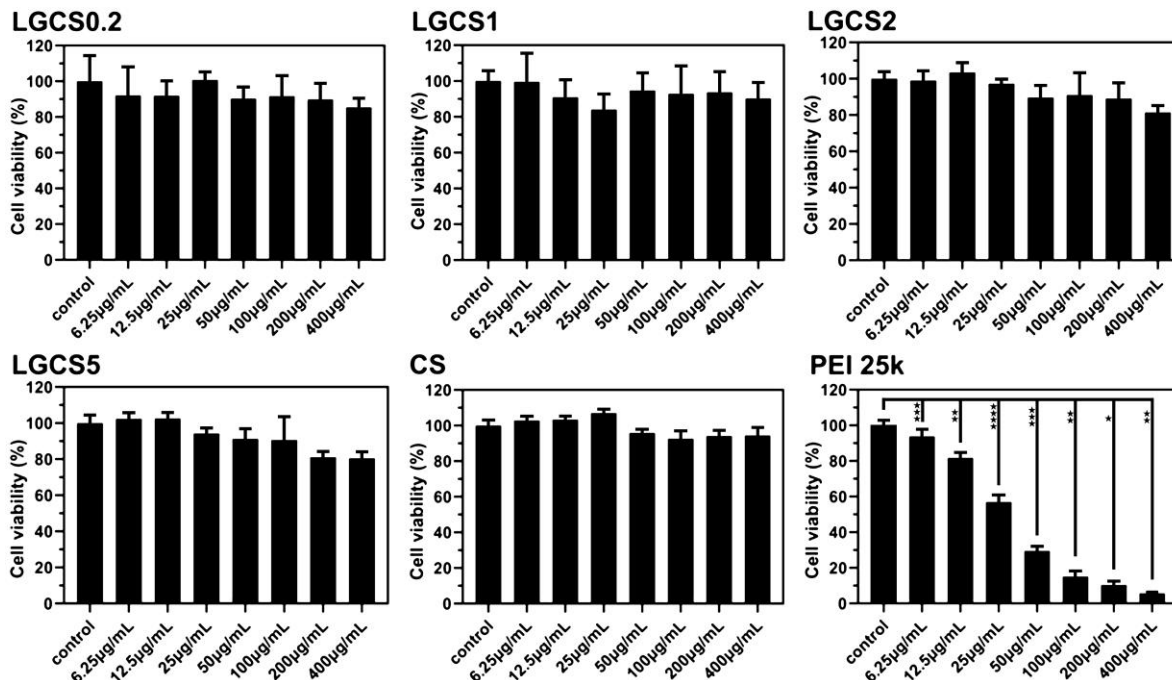 LGCS0.2
120
100
80
60
40
20
0
Cell viability (%)
control
6.25µg/mL
12.5µg/mL
25µg/mL
50µg/mL
100µg/mL
200µg/mL
400µg/mL
LGCS1
120
100
80
60
40
20
0
Cell viability (%)
control
6.25µg/mL
12.5µg/mL
25µg/mL
50µg/mL
100µg/mL
200µg/mL
400µg/mL
LGCS2
120
100
80
60
40
20
0
Cell viability (%)
control
6.25µg/mL
12.5µg/mL
25µg/mL
50µg/mL
100µg/mL
200µg/mL
400µg/mL
LGCS5
120
100
80
60
40
20
0
Cell viability (%)
control
6.25µg/mL
12.5µg/mL
25µg/mL
50µg/mL
100µg/mL
200µg/mL
400µg/mL
CS
120
100
80
60
40
20
0
Cell viability (%)
control
6.25µg/mL
12.5µg/mL
25µg/mL
50µg/mL
100µg/mL
200µg/mL
400µg/mL
PEI 25k
120
100
80
60
40
20
0
Cell viability (%)
★★★
★★
★★★★
★★★
★★
★
★★
control
6.25µg/mL
12.5µg/mL
25µg/mL
50µg/mL
100µg/mL
200µg/mL
400µg/mL